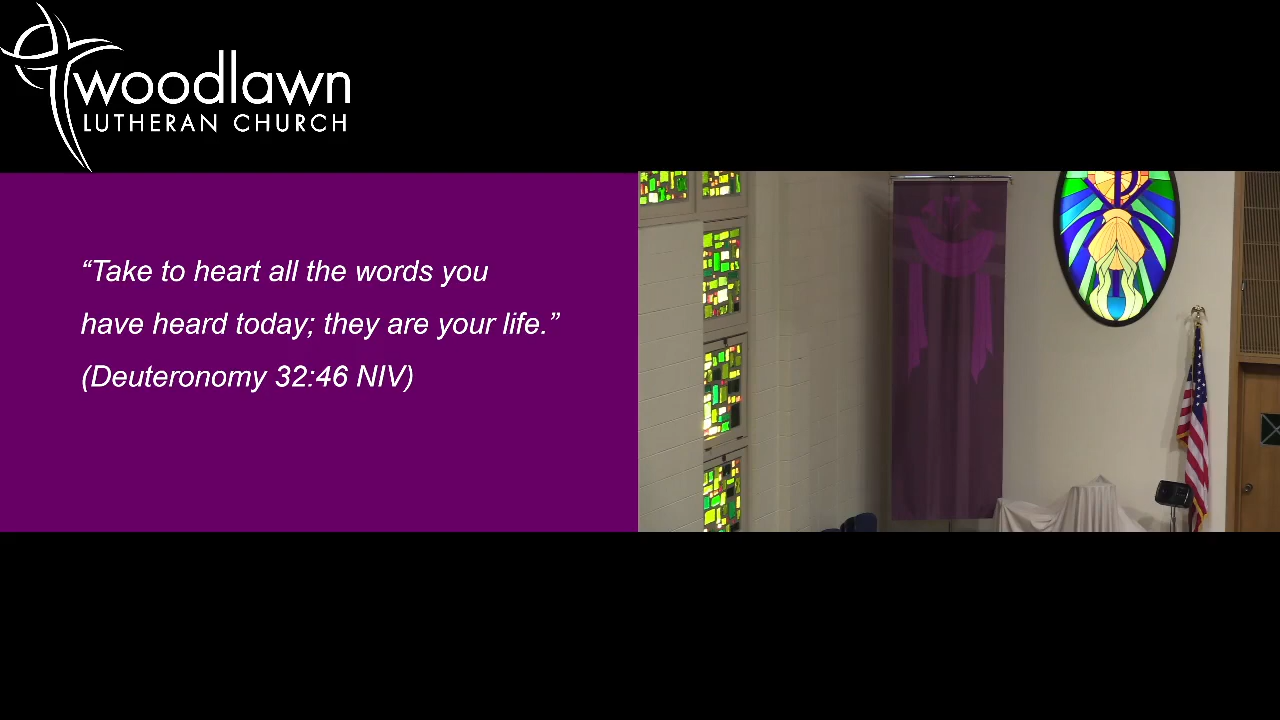 woodlawn
LUTHERAN CHURCH
“Take to heart all the words you
have heard today; they are your life.”
(Deuteronomy 32:46 NIV)